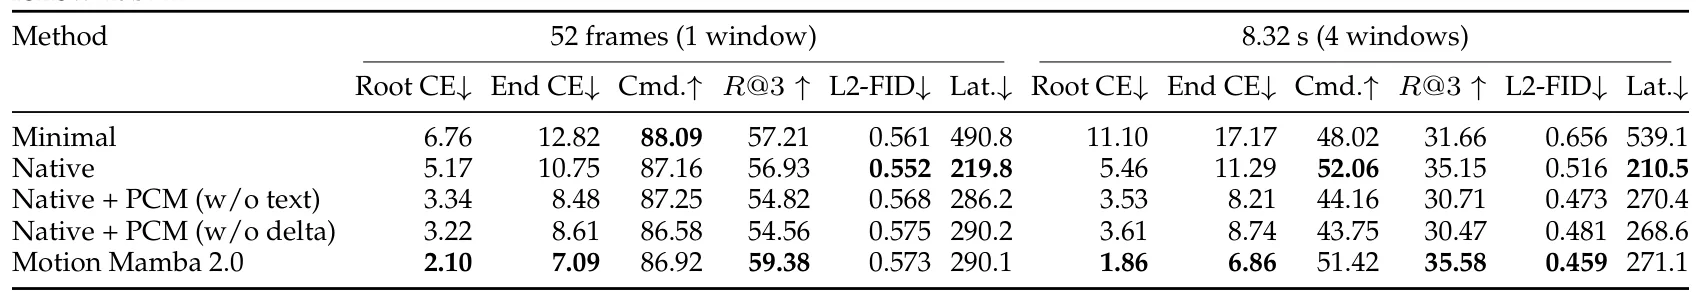 Method 52 frames (1 window) 8.32 s (4 windows)
Root CE↓ End CE↓ Cmd.↑ R@3 ↑ L2-FID↓ Lat.↓ Root CE↓ End CE↓ Cmd.↑ R@3 ↑ L2-FID↓ Lat.↓
Minimal 6.76 12.82 88.09 57.21 0.561 490.8 11.10 17.17 48.02 31.66 0.656 539.1
Native 5.17 10.75 87.16 56.93 0.552 219.8 5.46 11.29 52.06 35.15 0.516 210.5
Native + PCM (w/o text) 3.34 8.48 87.25 54.82 0.568 286.2 3.53 8.21 44.16 30.71 0.473 270.4
Native + PCM (w/o delta) 3.22 8.61 86.58 54.56 0.575 290.2 3.61 8.74 43.75 30.47 0.481 268.6
Motion Mamba 2.0 2.10 7.09 86.92 59.38 0.573 290.1 1.86 6.86 51.42 35.58 0.459 271.1